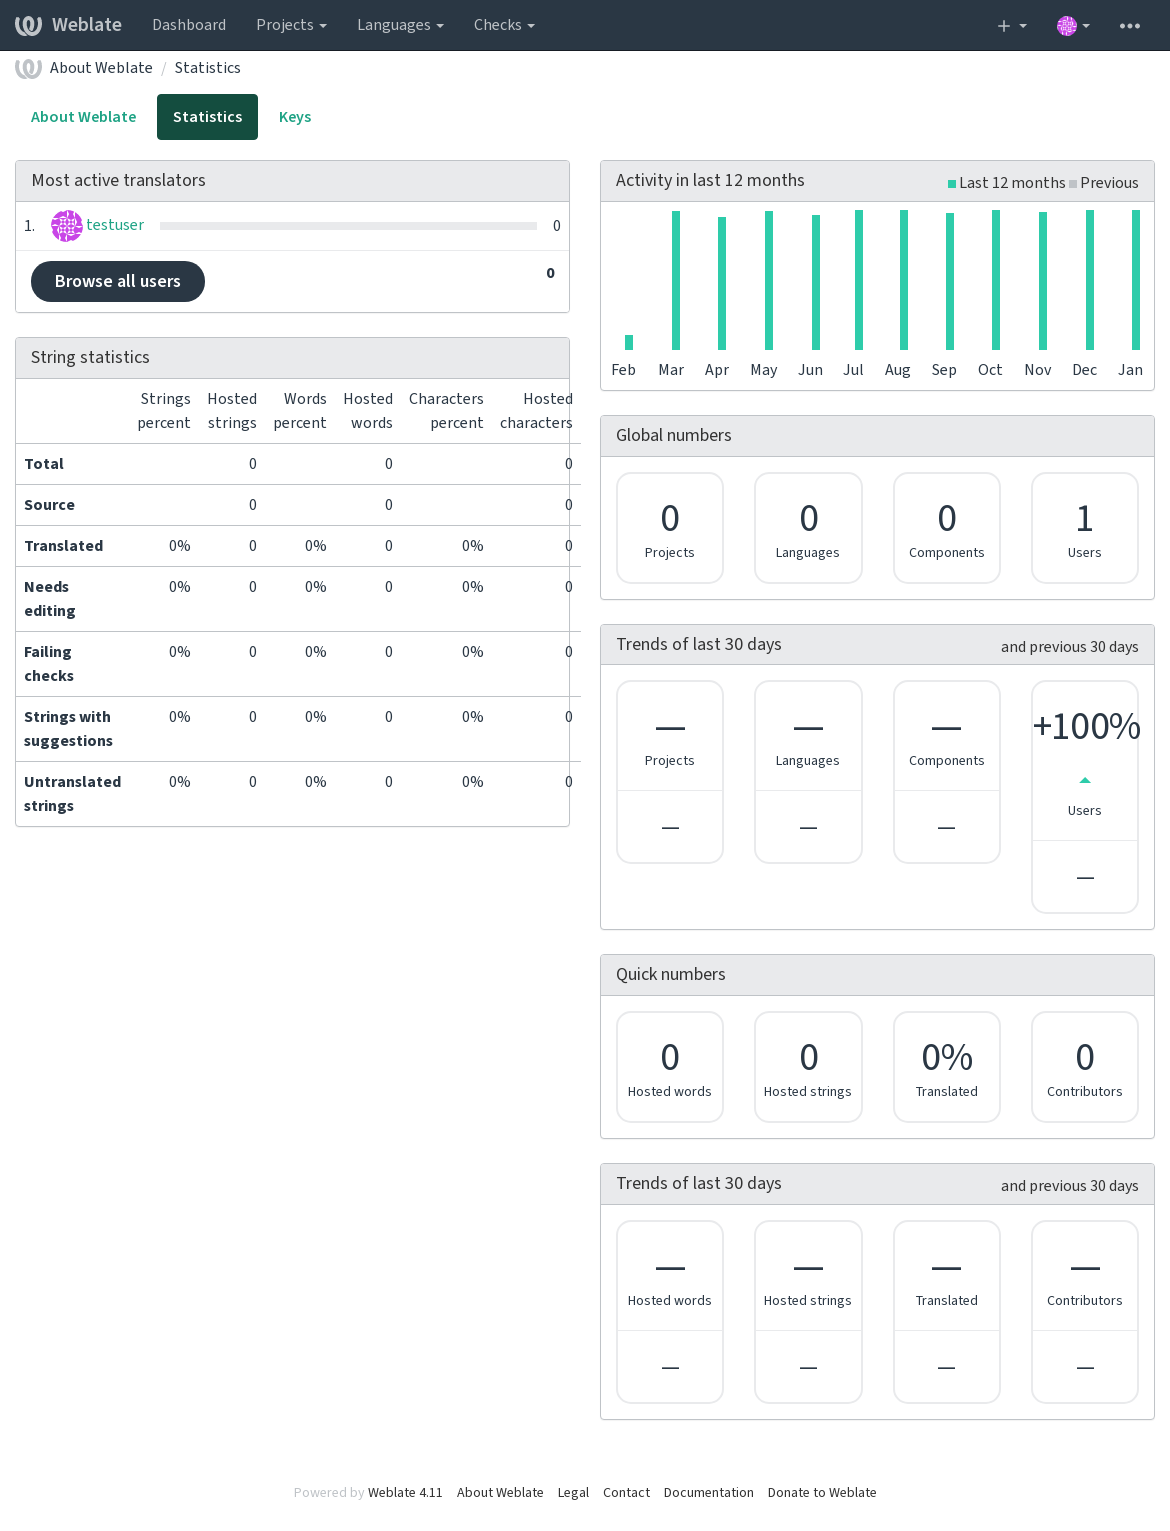 Weblate Dashboard Projects Languages Checks
About Weblate / Statistics
About Weblate Statistics Keys
Most active translators
1. testuser 0
Browse all users 0
String statistics
Strings percent Hosted strings Words percent Hosted words Characters percent Hosted characters
Total 0 0 0
Source 0 0 0
Translated 0% 0 0% 0 0% 0
Needs editing 0% 0 0% 0 0% 0
Failing checks 0% 0 0% 0 0% 0
Strings with suggestions 0% 0 0% 0 0% 0
Untranslated strings 0% 0 0% 0 0% 0
Activity in last 12 months Last 12 months Previous
Feb Mar Apr May Jun Jul Aug Sep Oct Nov Dec Jan
Global numbers
0 0 0 1
Projects Languages Components Users
Trends of last 30 days and previous 30 days
— — — +100%
Projects Languages Components Users
— — — —
Quick numbers
0 0 0% 0
Hosted words Hosted strings Translated Contributors
Trends of last 30 days and previous 30 days
— — — —
Hosted words Hosted strings Translated Contributors
— — — —
Powered by Weblate 4.11 About Weblate Legal Contact Documentation Donate to Weblate